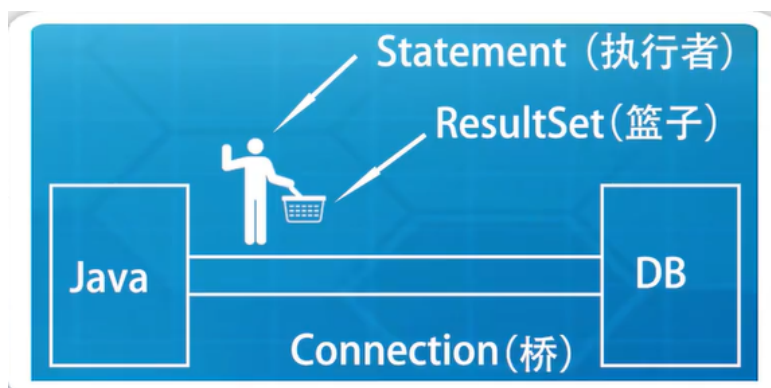 Statement（执行者）
ResultSet(篮子)
Java
DB
Connection(桥)